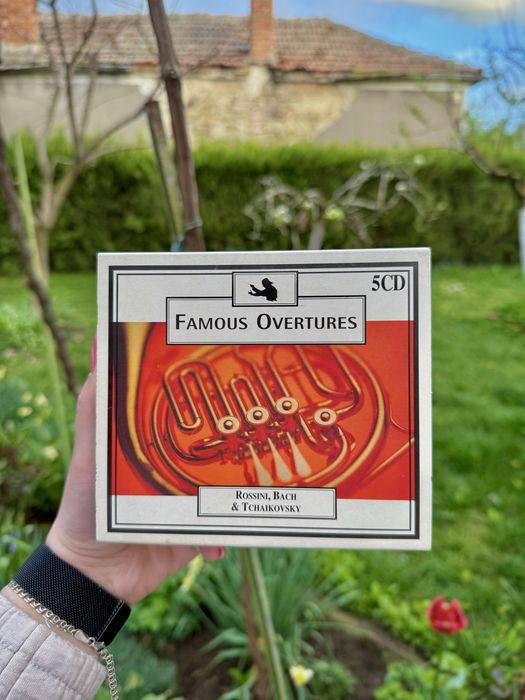 5CD
FAMOUS OVERTURES
ROSSINI, BACH
& TCHAIKOVSKY